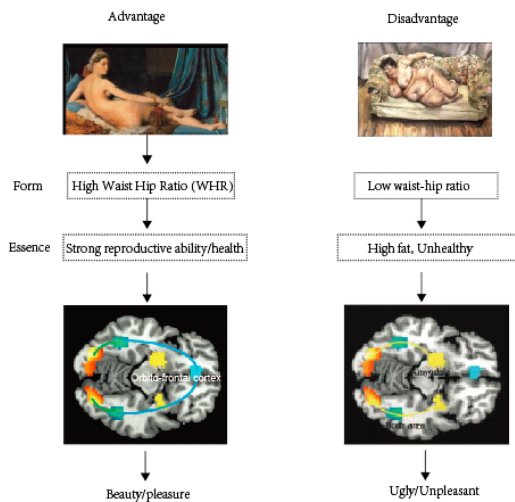 Advantage
Disadvantage
Form
High Waist Hip Ratio (WHR)
Low waist-hip ratio
Essence
Strong reproductive ability/health
High fat, Unhealthy
Orbito-frontal cortex
Beauty/pleasure
Ugly/Unpleasant